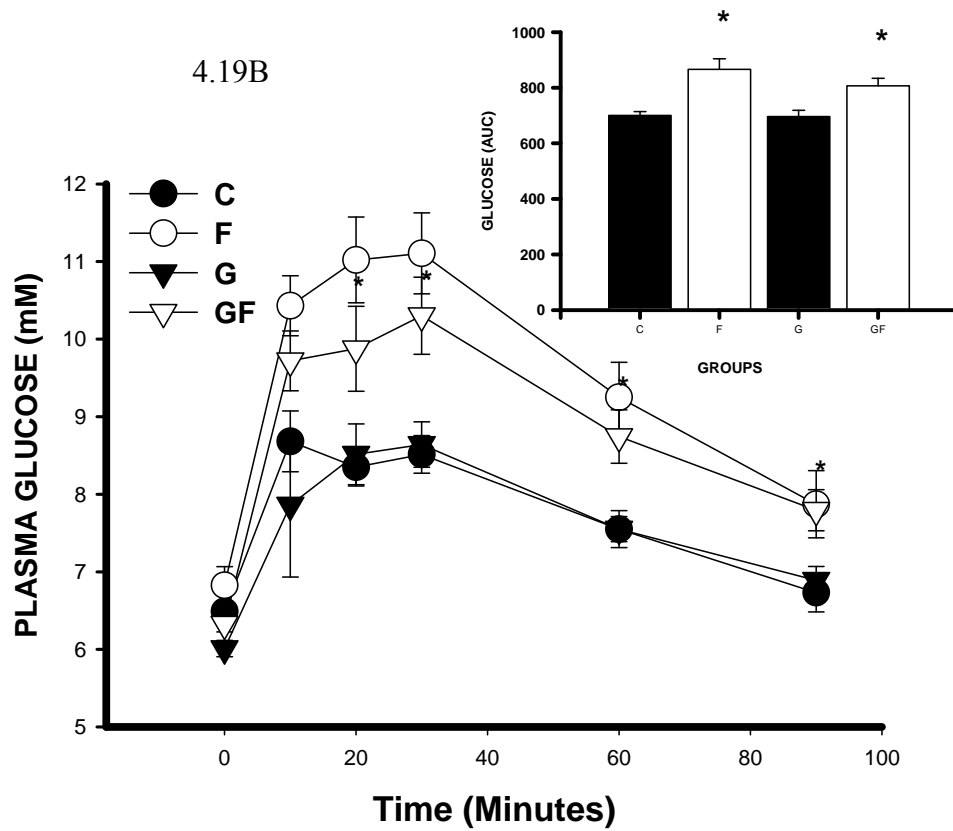 4.19B
C
F
G
GF
PLASMA GLUCOSE (mM)
12
11
10
9
8
7
6
5
*
*
*
*
0
20
40
60
80
100
Time (Minutes)
GLUCOSE (AUC)
1000
800
600
400
200
0
*
*
C
F
G
GF
GROUPS